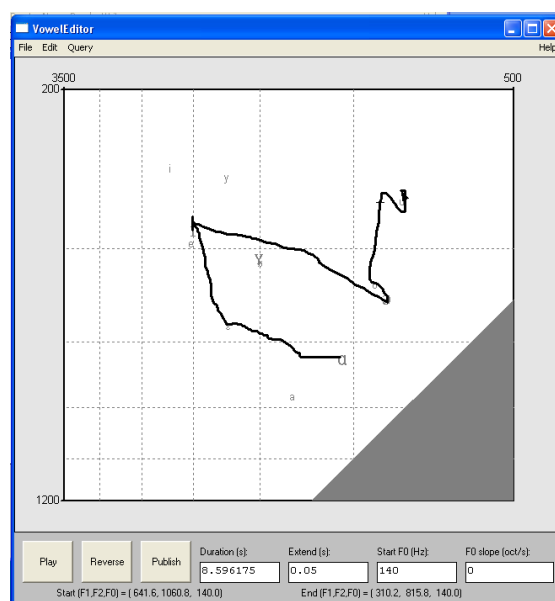 VowelEditor
File Edit Query Help
3500 500
200
i
y
e
ɑ
a
1200
Play Reverse Publish
Duration (s): Extend (s): Start F0 (Hz): F0 slope (oct/s):
8.596175 0.05 140 0
Start (F1,F2,F0) = ( 641.6, 1060.8, 140.0) End (F1,F2,F0) = ( 310.2, 815.8, 140.0)